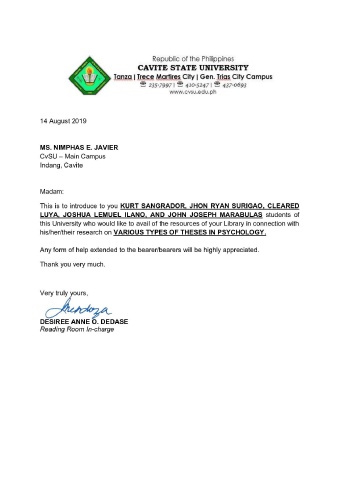 Republic of the Philippines
CAVITE STATE UNIVERSITY
Tanza | Trece Martires City | Gen. Trias City Campus
☏ 235-7997 | ☏ 420-5247 | ☏ 437-0693
www.cvsu.edu.ph
14 August 2019
MS. NIMPHAS E. JAVIER
CvSU – Main Campus
Indang, Cavite
Madam:
This is to introduce to you KURT SANGRADOR, JHON RYAN SURIGAO, CLEARED
LUYA, JOSHUA LEMUEL ILANO, AND JOHN JOSEPH MARABULAS students of
this University who would like to avail of the resources of your Library in connection with
his/her/their research on VARIOUS TYPES OF THESES IN PSYCHOLOGY.
Any form of help extended to the bearer/bearers will be highly appreciated.
Thank you very much.
Very truly yours,
DESIREE ANNE O. DEDASE
Reading Room In-charge